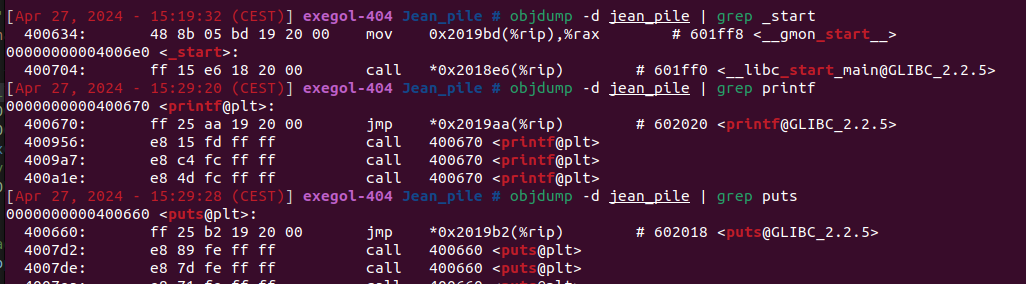 [Apr 27, 2024 - 15:19:32 (CEST)] exegol-404 Jean_pile # objdump -d jean_pile | grep _start
400634: 48 8b 05 bd 19 20 00 mov 0x2019bd(%rip),%rax # 601ff8 <__gmon_start__>
00000000004006e0 <_start>:
400704: ff 15 e6 18 20 00 call *0x2018e6(%rip) # 601ff0 <__libc_start_main@GLIBC_2.2.5>
[Apr 27, 2024 - 15:29:20 (CEST)] exegol-404 Jean_pile # objdump -d jean_pile | grep printf
0000000000400670 <printf@plt>:
400670: ff 25 aa 19 20 00 jmp *0x2019aa(%rip) # 602020 <printf@GLIBC_2.2.5>
400956: e8 15 fd ff ff call 400670 <printf@plt>
4009a7: e8 c4 fc ff ff call 400670 <printf@plt>
400a1e: e8 4d fc ff ff call 400670 <printf@plt>
[Apr 27, 2024 - 15:29:28 (CEST)] exegol-404 Jean_pile # objdump -d jean_pile | grep puts
0000000000400660 <puts@plt>:
400660: ff 25 b2 19 20 00 jmp *0x2019b2(%rip) # 602018 <puts@GLIBC_2.2.5>
4007d2: e8 89 fe ff ff call 400660 <puts@plt>
4007de: e8 7d fe ff ff call 400660 <puts@plt>